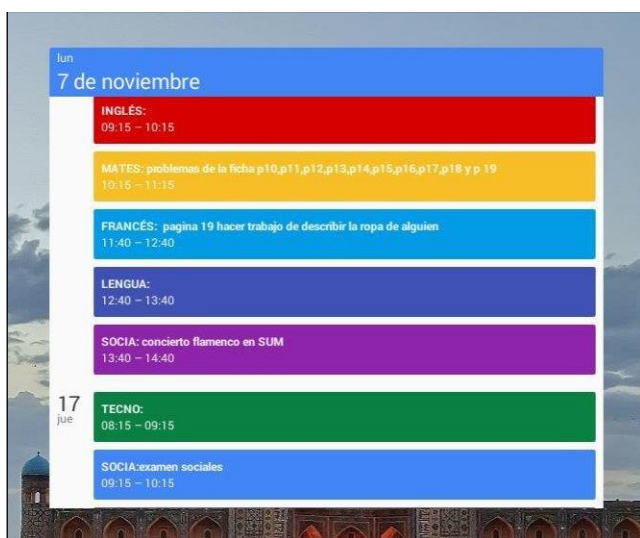 lun
7 de noviembre
INGLÉS:
09:15 – 10:15
MATES: problemas de la ficha p10,p11,p12,p13,p14,p15,p16,p17,p18 y p 19
10:15 – 11:15
FRANCÉS: pagina 19 hacer trabajo de describir la ropa de alguien
11:40 – 12:40
LENGUA:
12:40 – 13:40
SOCIA: concierto flamenco en SUM
13:40 – 14:40
17
jue
TECNO:
08:15 – 09:15
SOCIA:examen sociales
09:15 – 10:15